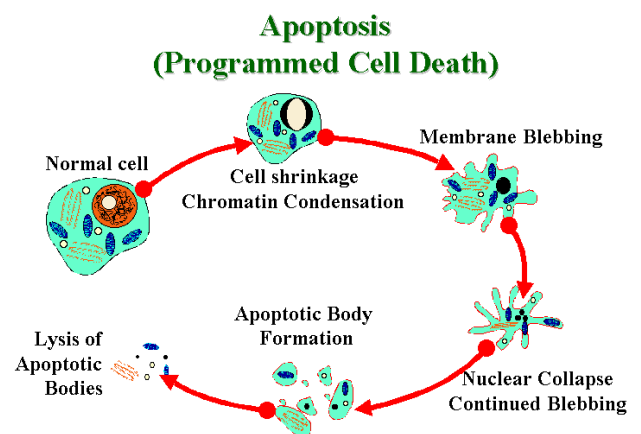 Apoptosis
(Programmed Cell Death)
Normal cell
Cell shrinkage
Chromatin Condensation
Membrane Blebbing
Nuclear Collapse
Continued Blebbing
Apoptotic Body
Formation
Lysis of
Apoptotic
Bodies